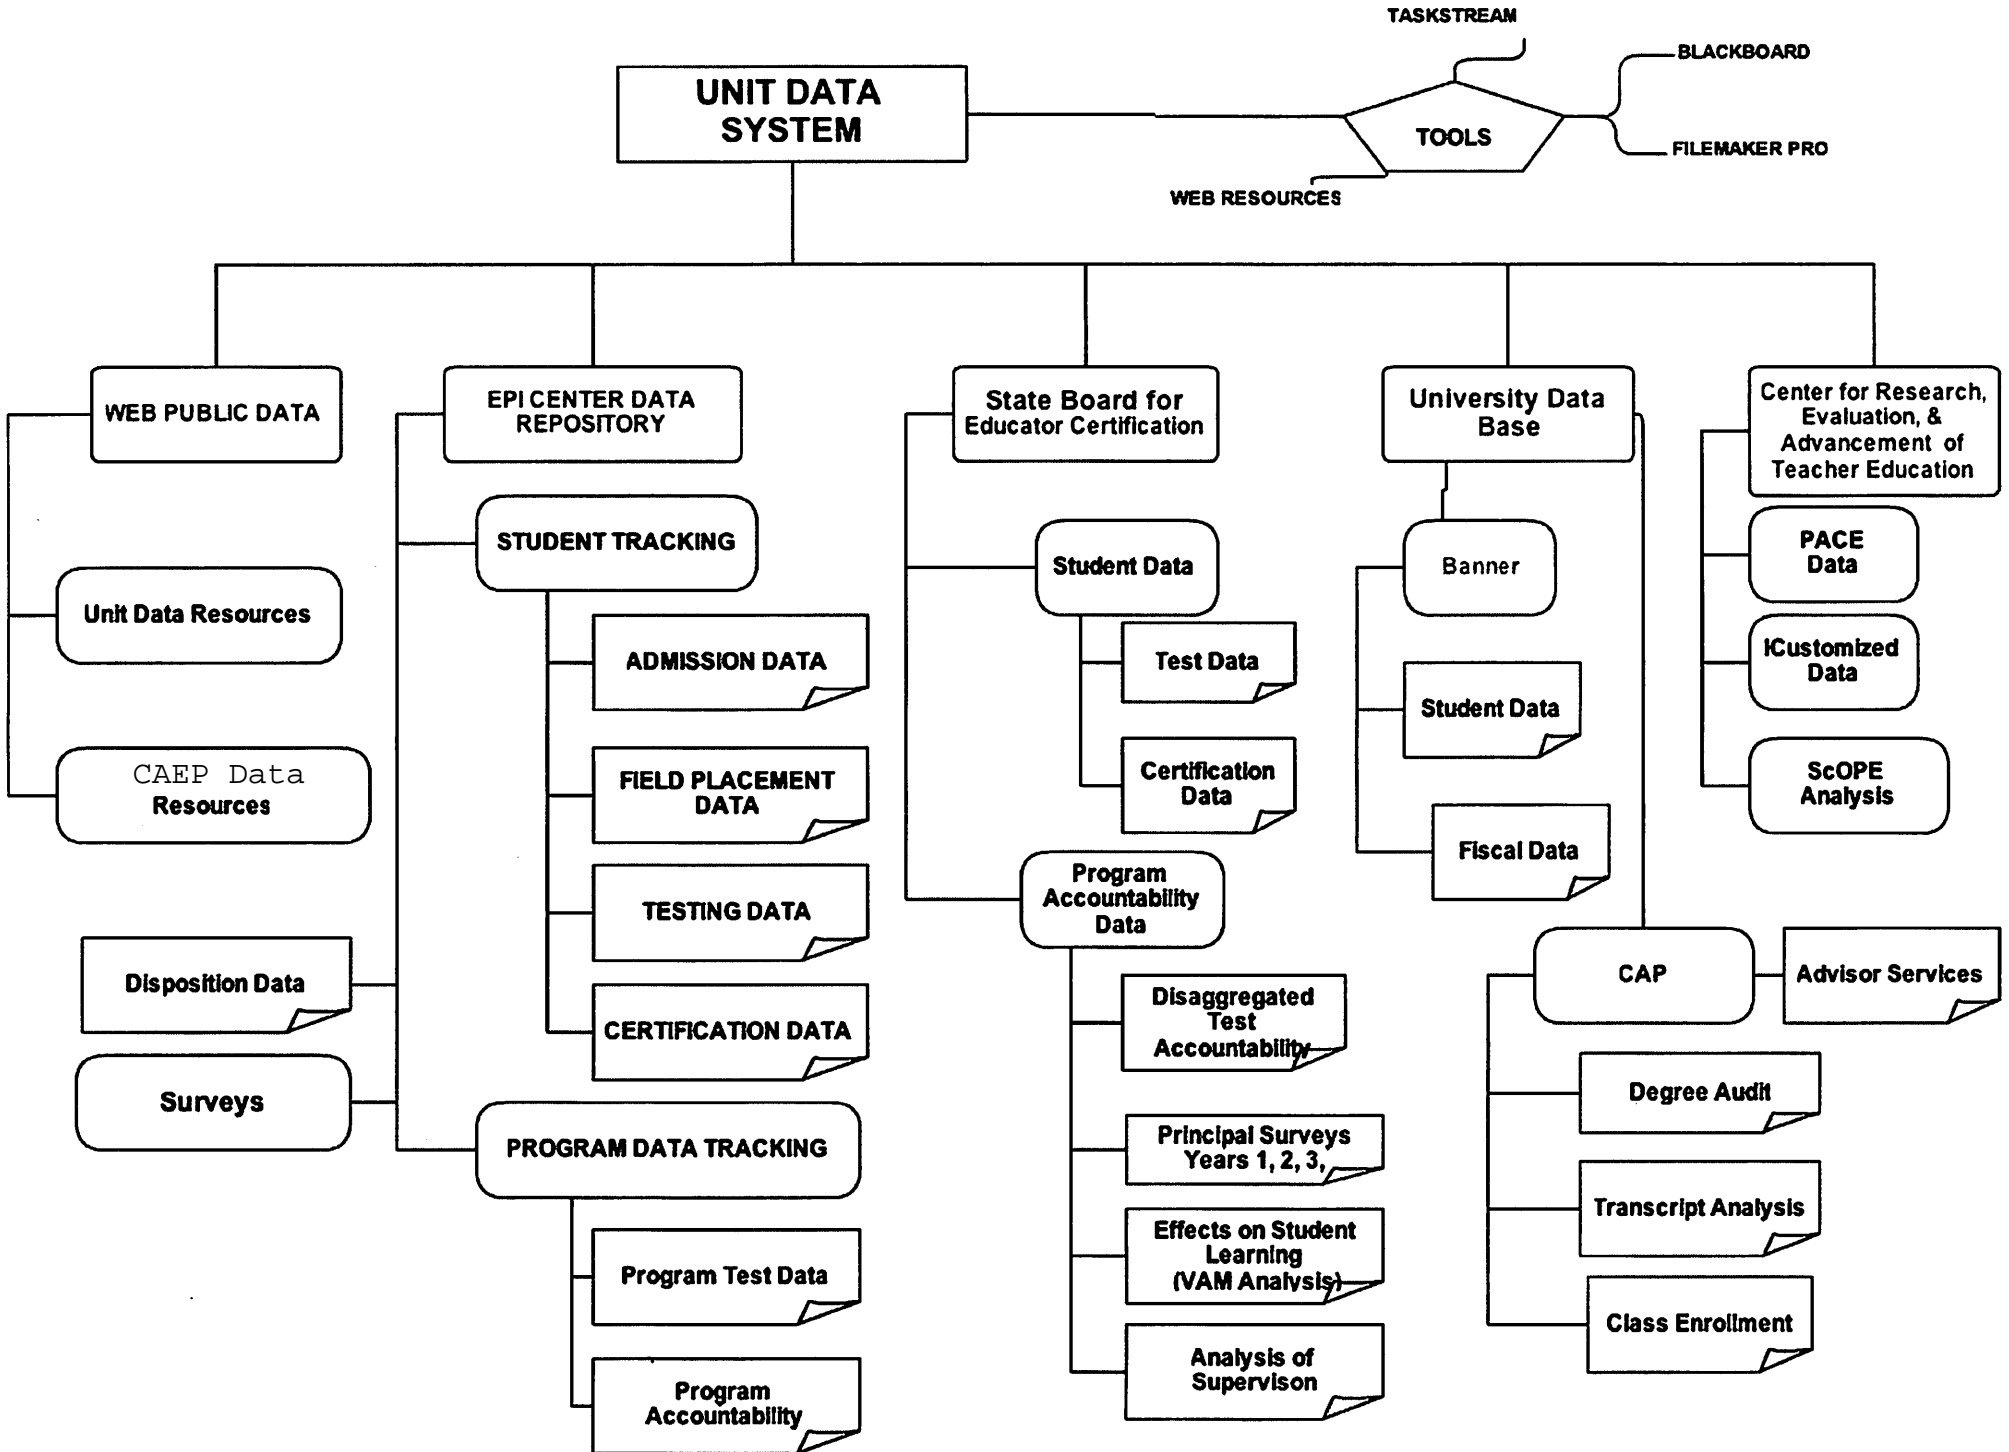 TASKSTREAM
BLACKBOARD
UNIT DATA
SYSTEM
TOOLS
FILEMAKER PRO
WEB RESOURCES
WEB PUBLIC DATA
Unit Data Resources
CAEP Data
Resources
EPI CENTER DATA
REPOSITORY
STUDENT TRACKING
ADMISSION DATA
FIELD PLACEMENT
DATA
TESTING DATA
CERTIFICATION DATA
Disposition Data
Surveys
PROGRAM DATA TRACKING
Program Test Data
Program
Accountability
State Board for
Educator Certification
Student Data
Test Data
Certification
Data
Program
Accountability
Data
Disaggregated
Test
Accountability
Principal Surveys
Years 1, 2, 3,
Effects on Student
Learning
(VAM Analysis)
Analysis of
Supervison
University Data
Base
Banner
Student Data
Fiscal Data
CAP
Advisor Services
Degree Audit
Transcript Analysis
Class Enrollment
Center for Research,
Evaluation, &
Advancement of
Teacher Education
PACE
Data
ICustomized
Data
ScOPE
Analysis